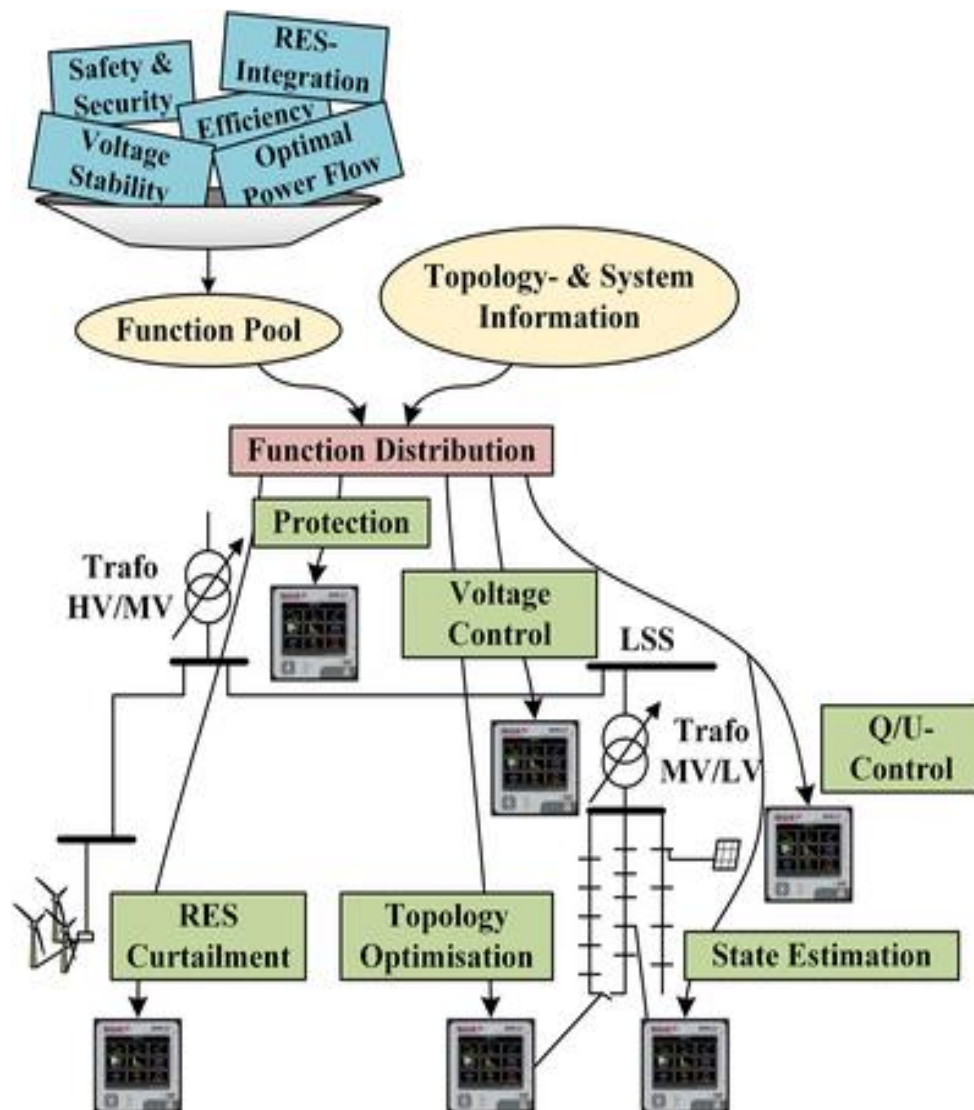 RES-
Integration
Safety &
Security
Efficiency
Voltage
Stability
Optimal
Power Flow
Topology- & System
Information
Function Pool
Function Distribution
Protection
Trafo
HV/MV
Voltage
Control
LSS
Trafo
MV/LV
Q/U-
Control
RES
Curtailment
Topology
Optimisation
State Estimation